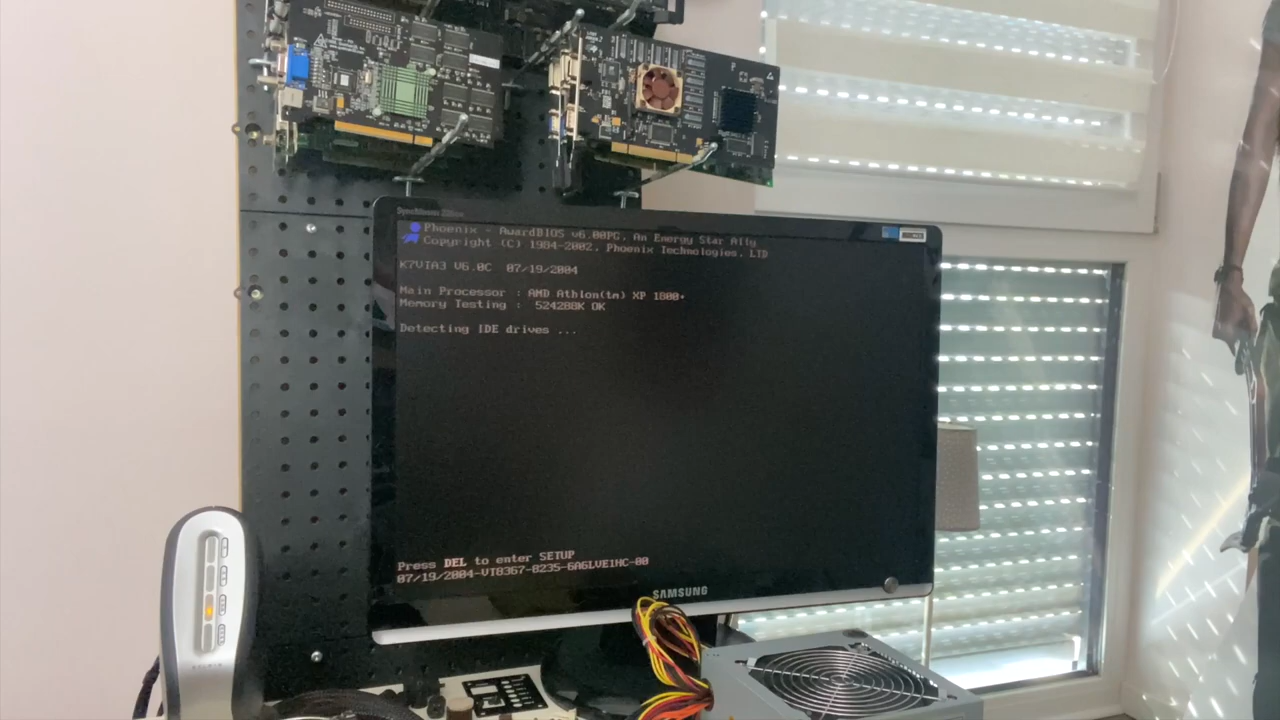 Phoenix - AwardBIOS v6.00PG, An Energy Star Ally
Copyright (C) 1984-2002, Phoenix Technologies, LTD
K7VIA3 V6.0C 07/19/2004
Main Processor : AMD Athlon(tm) XP 1800+
Memory Testing : 524288K OK
Detecting IDE drives ...
Press DEL to enter SETUP
07/19/2004-VT8367-8235-6A6LVE1HC-00
SAMSUNG